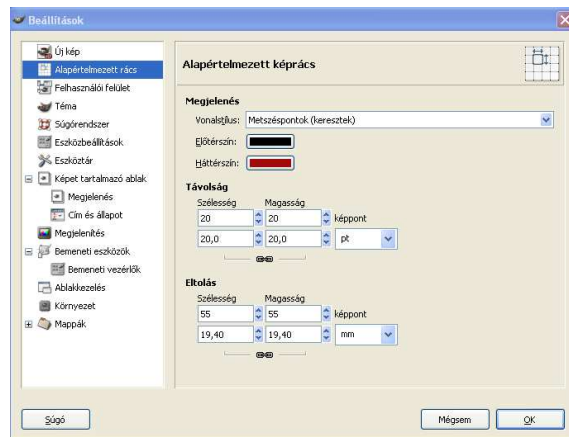 Beállítások
Új kép
Alapértelmezett rács
Felhasználói felület
Téma
Súgórendszer
Eszközbeállítások
Eszköztár
Képet tartalmazó ablak
Megjelenés
Cím és állapot
Megjelenítés
Bemeneti eszközök
Bemeneti vezérlők
Ablakkezelés
Környezet
Mappák
Alapértelmezett képrács
Megjelenés
Vonalstílus: Metszéspontok (keresztek)
Előtérszín:
Háttérszín:
Távolság
Szélesség Magasság
20 20 képpont
20,0 20,0 pt
Eltolás
Szélesség Magasság
55 55 képpont
19,40 19,40 mm
Súgó Mégsem OK